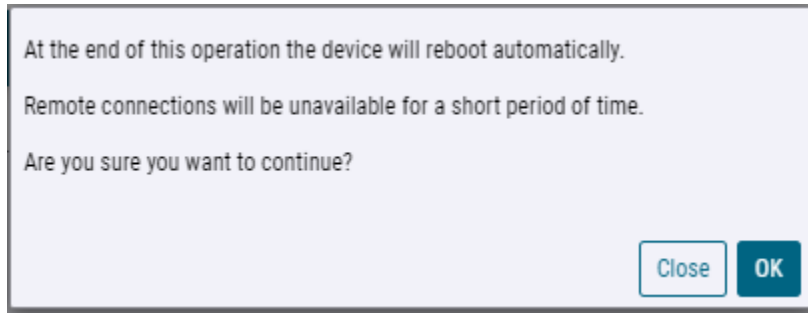 At the end of this operation the device will reboot automatically.
Remote connections will be unavailable for a short period of time.
Are you sure you want to continue?
Close
OK